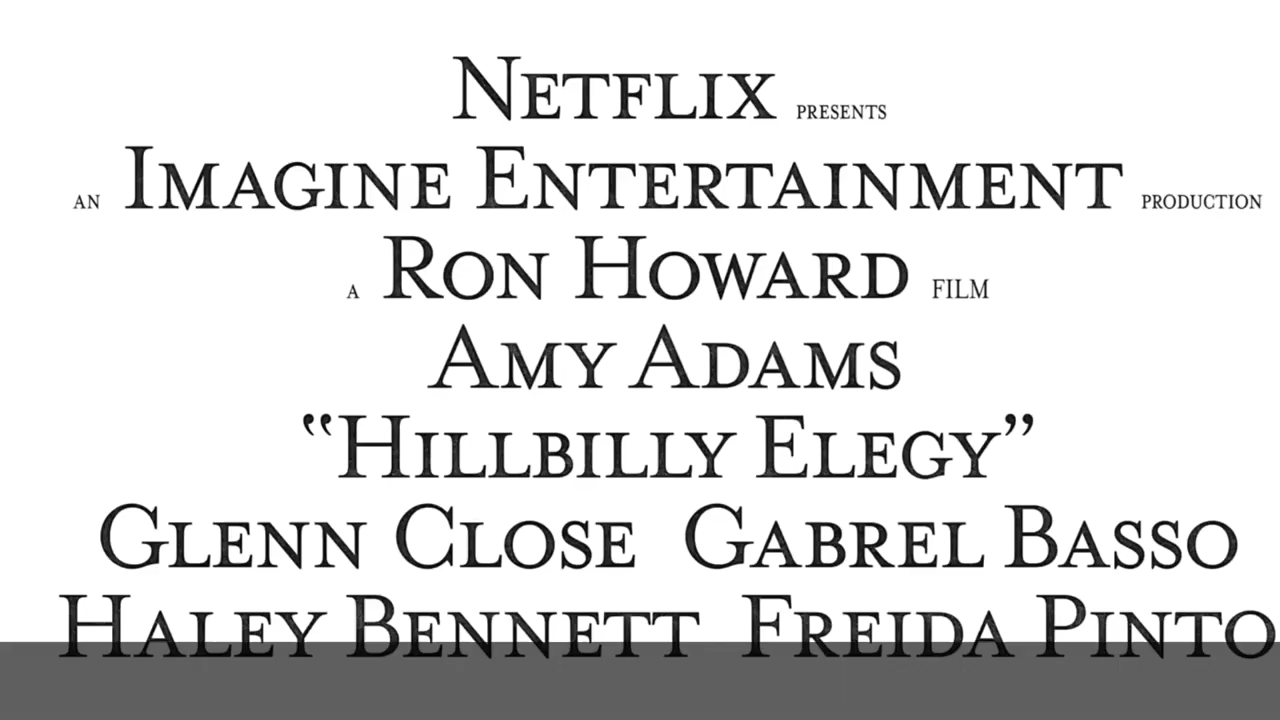 NETFLIX PRESENTS
AN IMAGINE ENTERTAINMENT PRODUCTION
A RON HOWARD FILM
AMY ADAMS
“HILLBILLY ELEGY”
GLENN CLOSE GABREL BASSO
HALEY BENNETT FREIDA PINTO